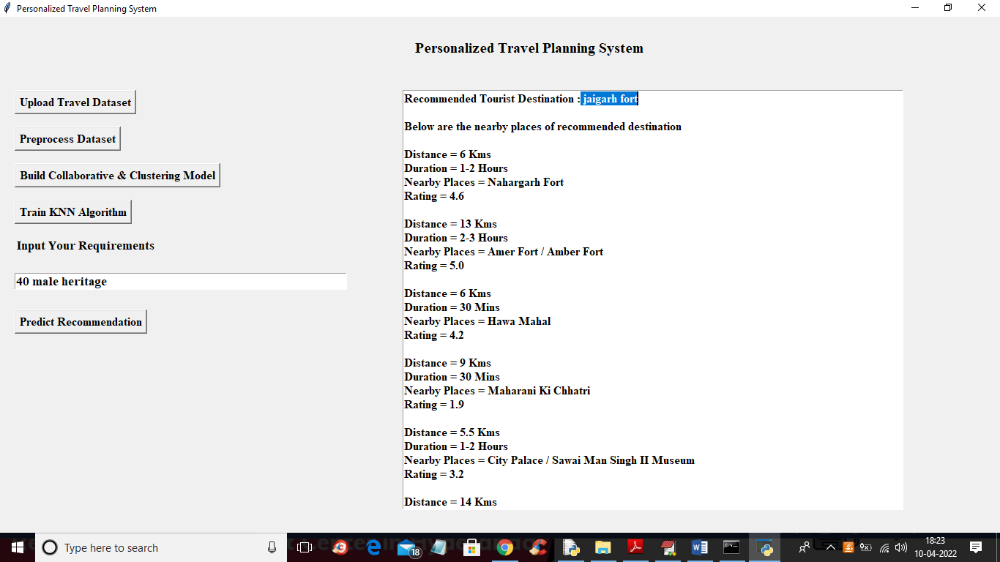 Personalized Travel Planning System
Personalized Travel Planning System
Upload Travel Dataset
Preprocess Dataset
Build Collaborative & Clustering Model
Train KNN Algorithm
Input Your Requirements
40 male heritage
Predict Recommendation
Recommended Tourist Destination : jaigarh fort
Below are the nearby places of recommended destination
Distance = 6 Kms
Duration = 1-2 Hours
Nearby Places = Nahargarh Fort
Rating = 4.6
Distance = 13 Kms
Duration = 2-3 Hours
Nearby Places = Amer Fort / Amber Fort
Rating = 5.0
Distance = 6 Kms
Duration = 30 Mins
Nearby Places = Hawa Mahal
Rating = 4.2
Distance = 9 Kms
Duration = 30 Mins
Nearby Places = Maharani Ki Chhatri
Rating = 1.9
Distance = 5.5 Kms
Duration = 1-2 Hours
Nearby Places = City Palace / Sawai Man Singh II Museum
Rating = 3.2
Distance = 14 Kms
Type here to search
18
18:23
10-04-2022